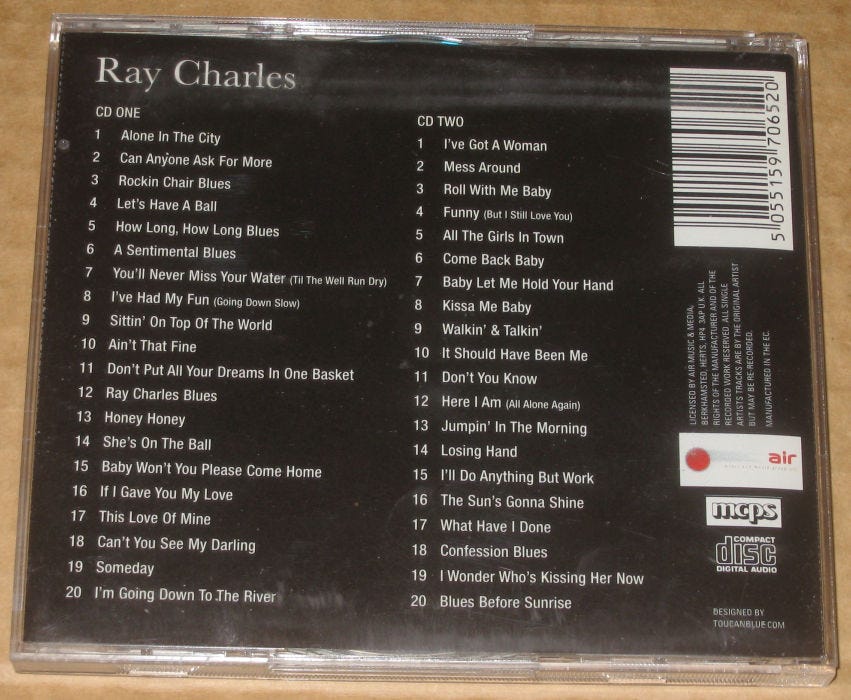 Ray Charles
CD ONE
1 Alone In The City
2 Can Anyone Ask For More
3 Rockin Chair Blues
4 Let's Have A Ball
5 How Long, How Long Blues
6 A Sentimental Blues
7 You'll Never Miss Your Water (Til The Well Run Dry)
8 I've Had My Fun (Going Down Slow)
9 Sittin' On Top Of The World
10 Ain't That Fine
11 Don't Put All Your Dreams In One Basket
12 Ray Charles Blues
13 Honey Honey
14 She's On The Ball
15 Baby Won't You Please Come Home
16 If I Gave You My Love
17 This Love Of Mine
18 Can't You See My Darling
19 Someday
20 I'm Going Down To The River
CD TWO
1 I've Got A Woman
2 Mess Around
3 Roll With Me Baby
4 Funny (But I Still Love You)
5 All The Girls In Town
6 Come Back Baby
7 Baby Let Me Hold Your Hand
8 Kissa Me Baby
9 Walkin' & Talkin'
10 It Should Have Been Me
11 Don't You Know
12 Here I Am (All Alone Again)
13 Jumpin' In The Morning
14 Losing Hand
15 I'll Do Anything But Work
16 The Sun's Gonna Shine
17 What Have I Done
18 Confession Blues
19 I Wonder Who's Kissing Her Now
20 Blues Before Sunrise
5 055159 706520
LICENSED BY AIR MUSIC & MEDIA,
BERKHAMSTED, HERTS, HP4 3AP U.K. ALL
RIGHTS OF THE MANUFACTURER AND OF THE
RECORDED WORK RESERVED. ALL SINGLE
ARTISTS TRACKS ARE BY THE ORIGINAL ARTIST
BUT MAY BE RE-RECORDED.
MANUFACTURED IN THE EC.
air
mcps
COMPACT
disc
DIGITAL AUDIO
DESIGNED BY
TOUCANBLUE.COM